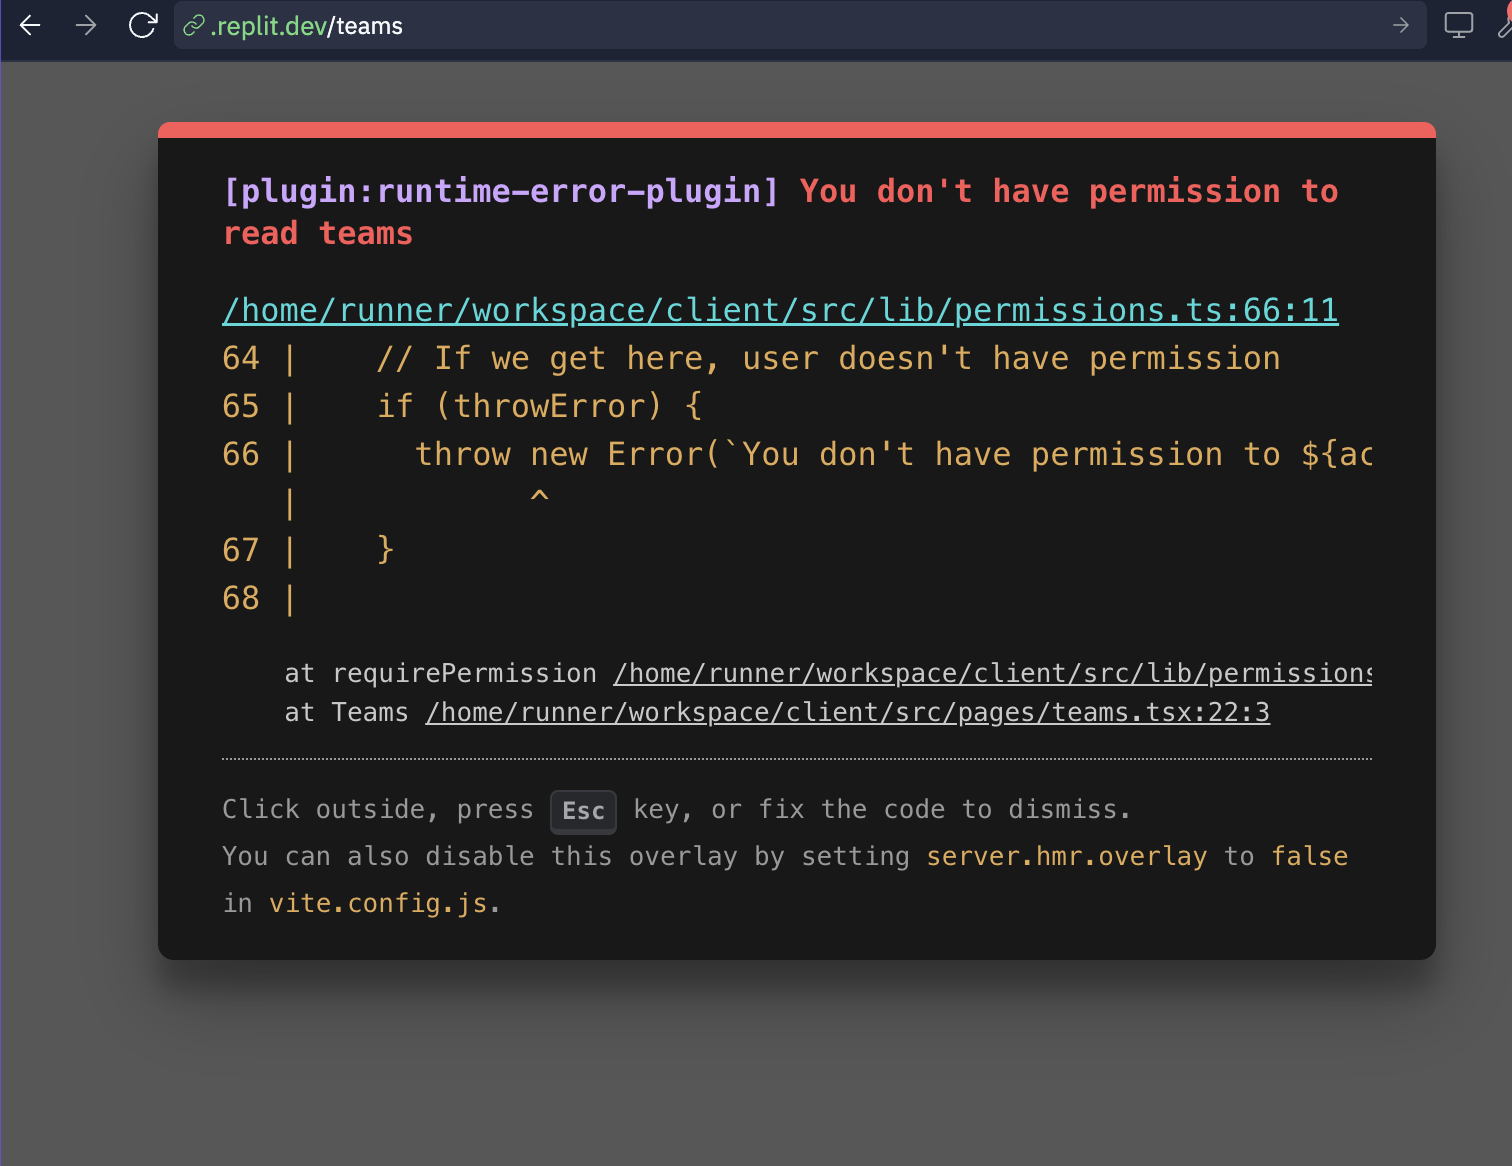 .replit.dev/teams
[plugin:runtime-error-plugin] You don't have permission to
read teams
/home/runner/workspace/client/src/lib/permissions.ts:66:11
64 |    // If we get here, user doesn't have permission
65 |    if (throwError) {
66 |      throw new Error(`You don't have permission to ${ac
   |            ^
67 |    }
68 |
at requirePermission /home/runner/workspace/client/src/lib/permissions
at Teams /home/runner/workspace/client/src/pages/teams.tsx:22:3
Click outside, press Esc key, or fix the code to dismiss.
You can also disable this overlay by setting server.hmr.overlay to false
in vite.config.js.